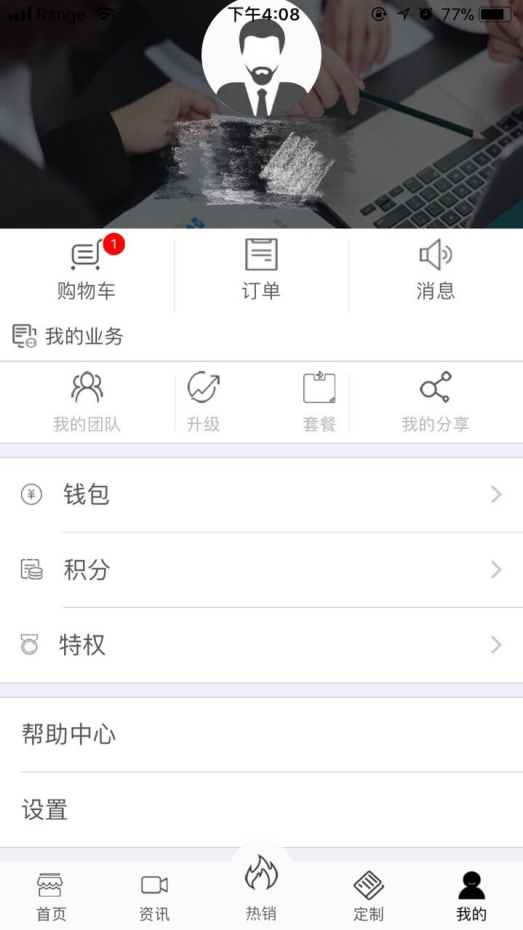 Range
下午4:08
77%
1
购物车
订单
消息
我的业务
我的团队
升级
套餐
我的分享
钱包
积分
特权
帮助中心
设置
首页
资讯
热销
定制
我的